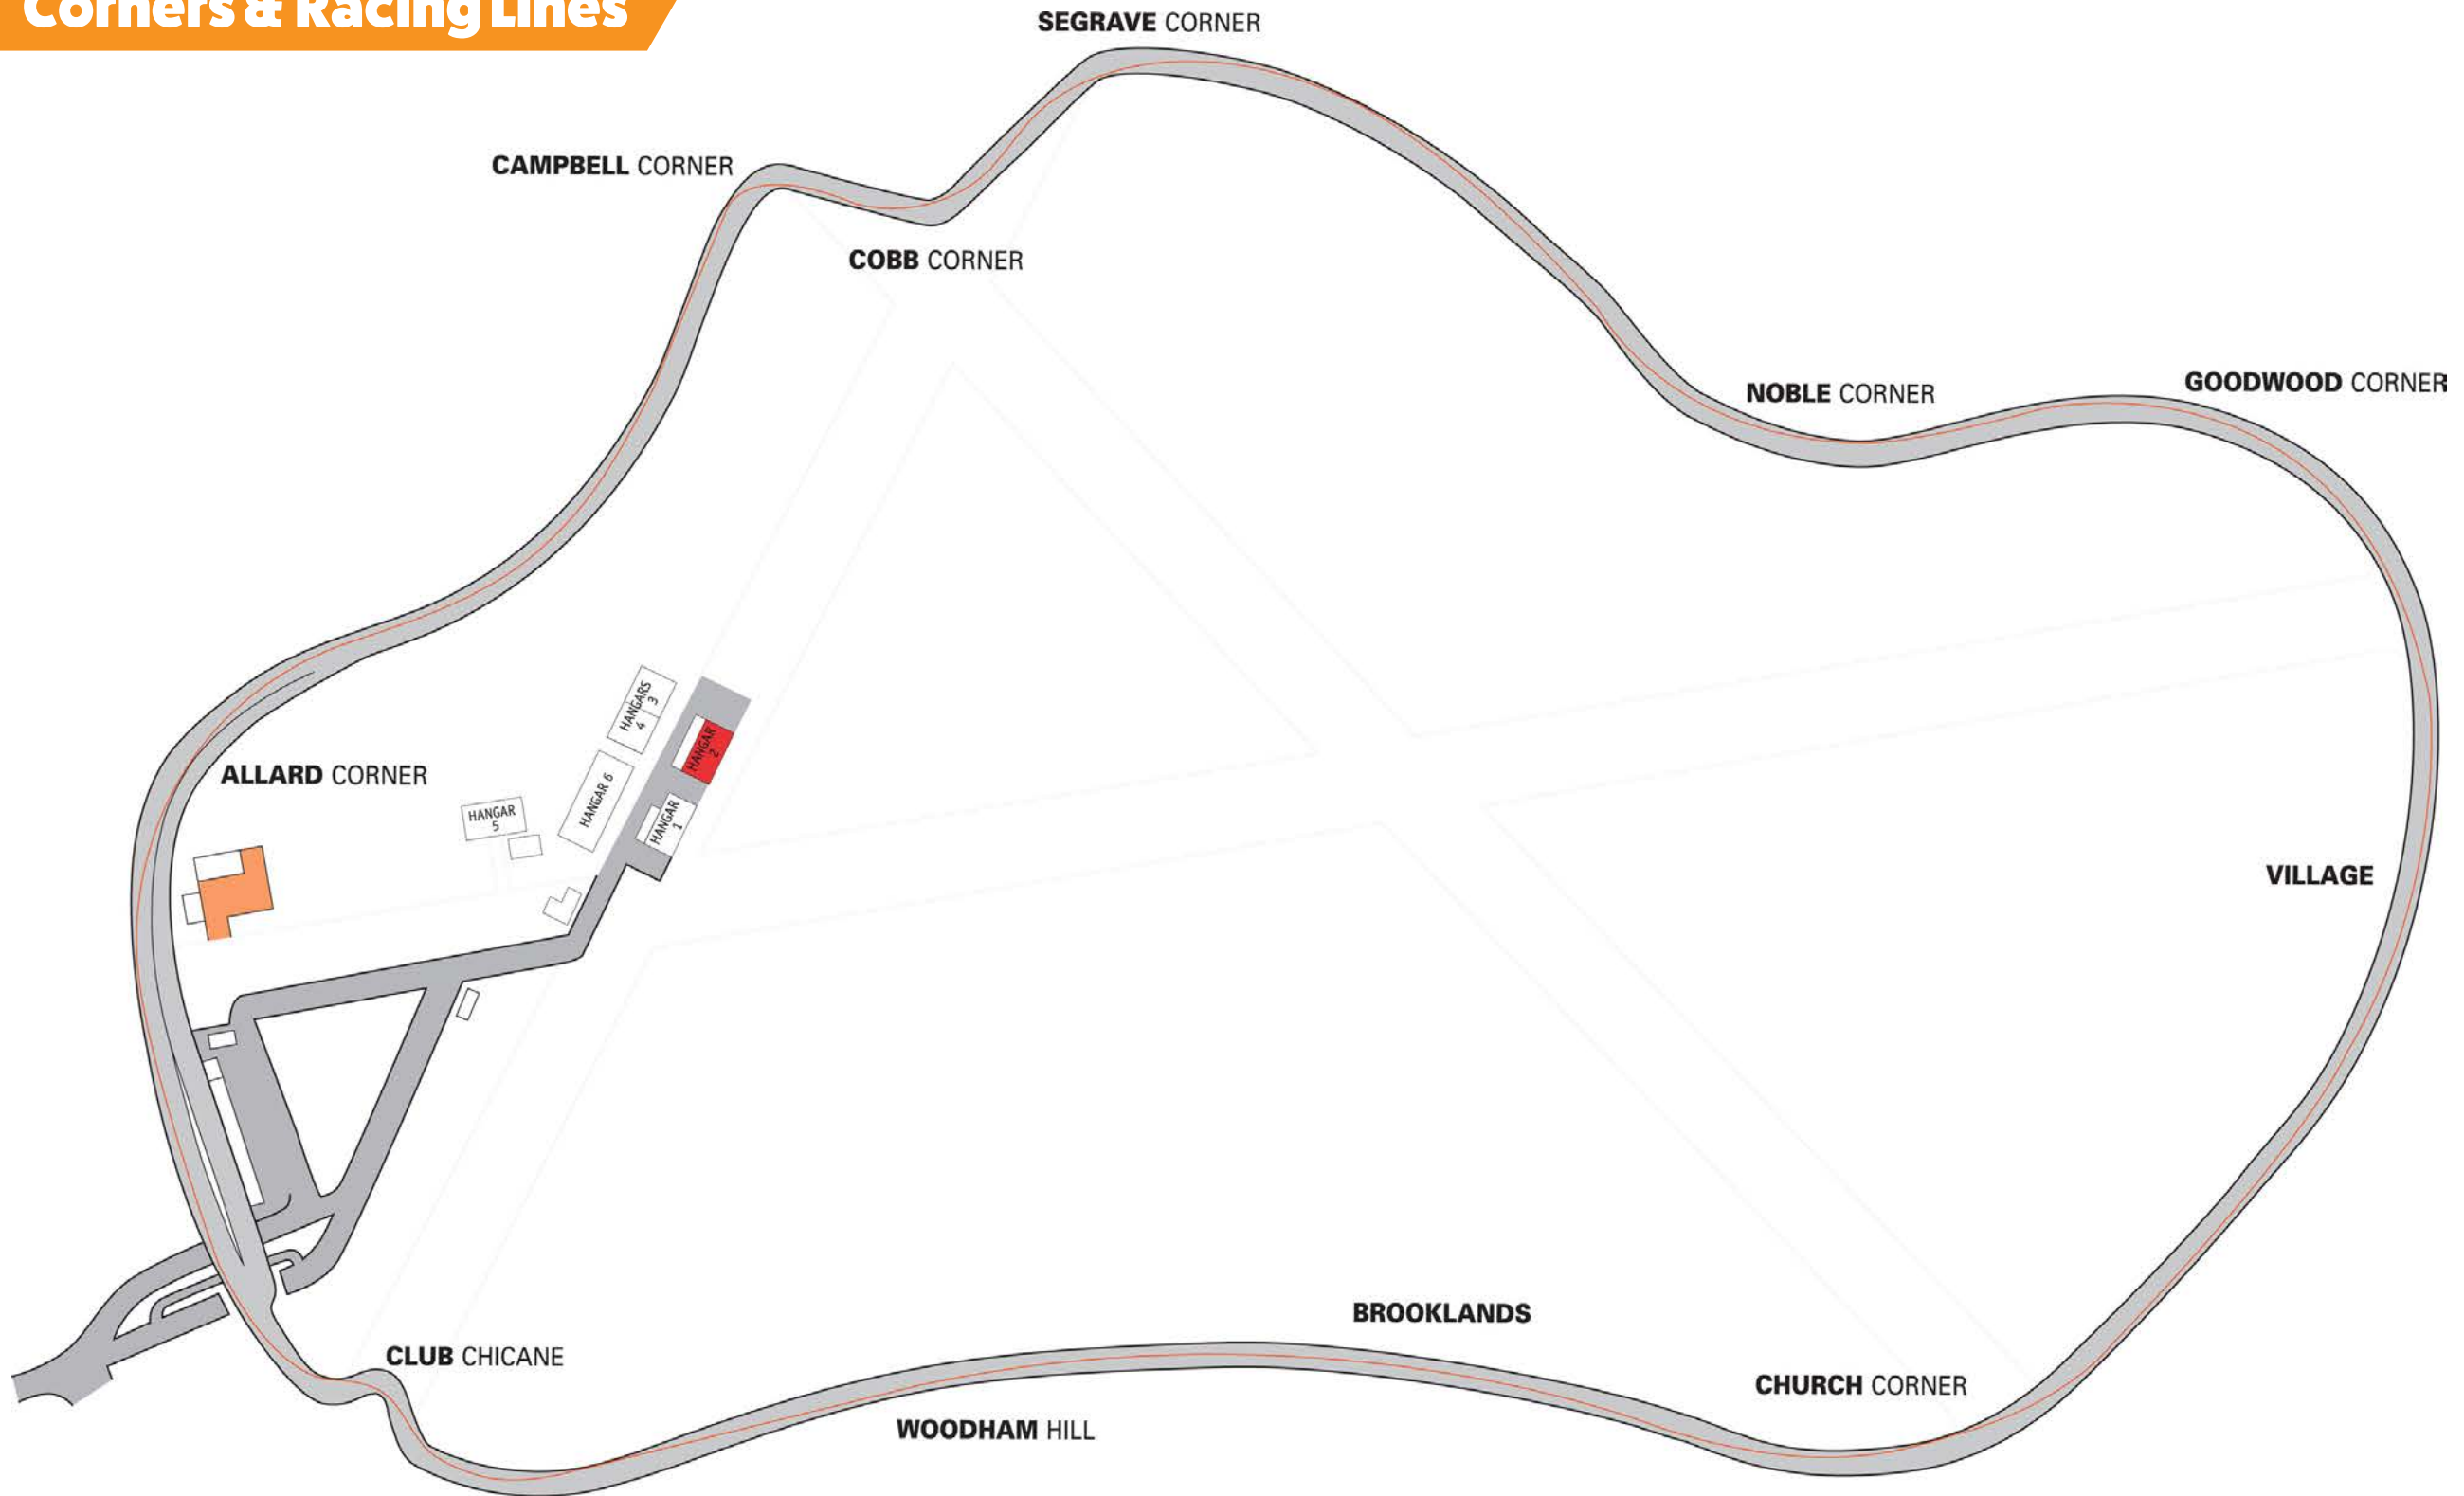 Corners & Racing Lines
SEGRAVE CORNER
CAMPBELL CORNER
COBB CORNER
NOBLE CORNER
GOODWOOD CORNER
HANGARS
3
4
HANGAR
2
ALLARD CORNER
HANGAR 6
HANGAR
5
HANGAR
1
VILLAGE
BROOKLANDS
CLUB CHICANE
CHURCH CORNER
WOODHAM HILL